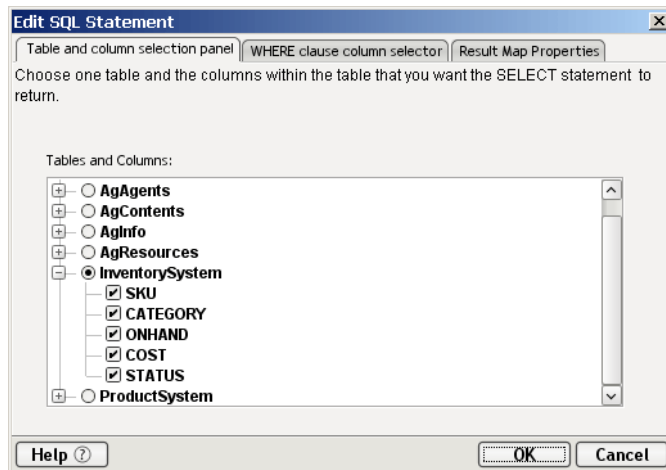 Edit SQL Statement
Table and column selection panel WHERE clause column selector Result Map Properties
Choose one table and the columns within the table that you want the SELECT statement to
return.
Tables and Columns:
AgAgents
AgContents
AgInfo
AgResources
InventorySystem
SKU
CATEGORY
ONHAND
COST
STATUS
ProductSystem
Help ? OK Cancel